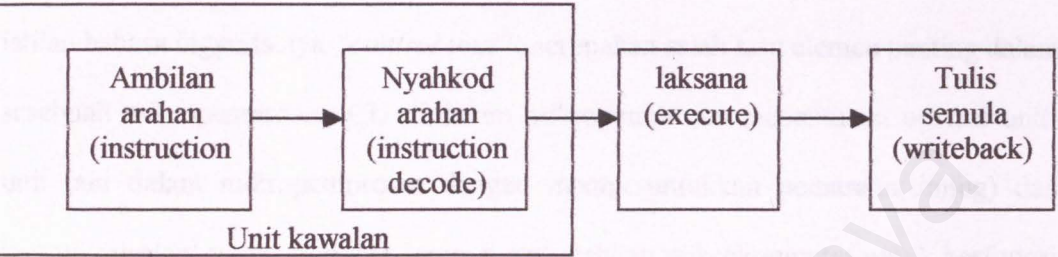 Ambilan
arahan
(instruction
Nyahkod
arahan
(instruction
decode)
laksana
(execute)
Tulis
semula
(writeback)
Unit kawalan